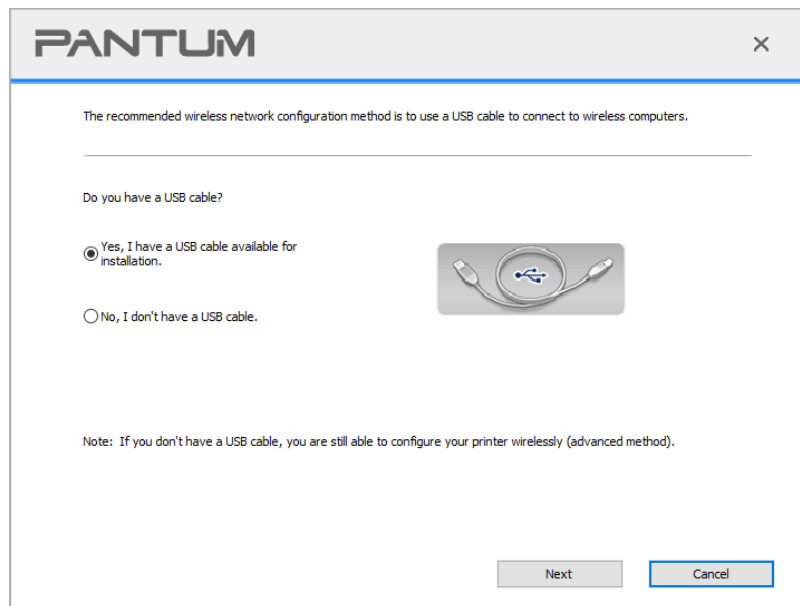 PANTUM
The recommended wireless network configuration method is to use a USB cable to connect to wireless computers.
Do you have a USB cable?
Yes, I have a USB cable available for
installation.
No, I don't have a USB cable.
Note:  If you don't have a USB cable, you are still able to configure your printer wirelessly (advanced method).
Next
Cancel